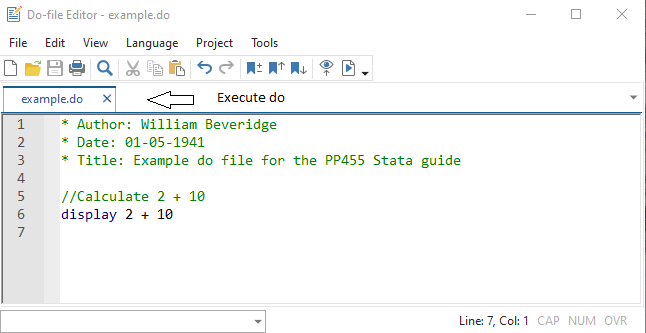 Do-file Editor - example.do
File Edit View Language Project Tools
example.do Execute do
1 * Author: William Beveridge
2 * Date: 01-05-1941
3 * Title: Example do file for the PP455 Stata guide
4
5 //Calculate 2 + 10
6 display 2 + 10
7
Line: 7, Col: 1 CAP NUM OVR